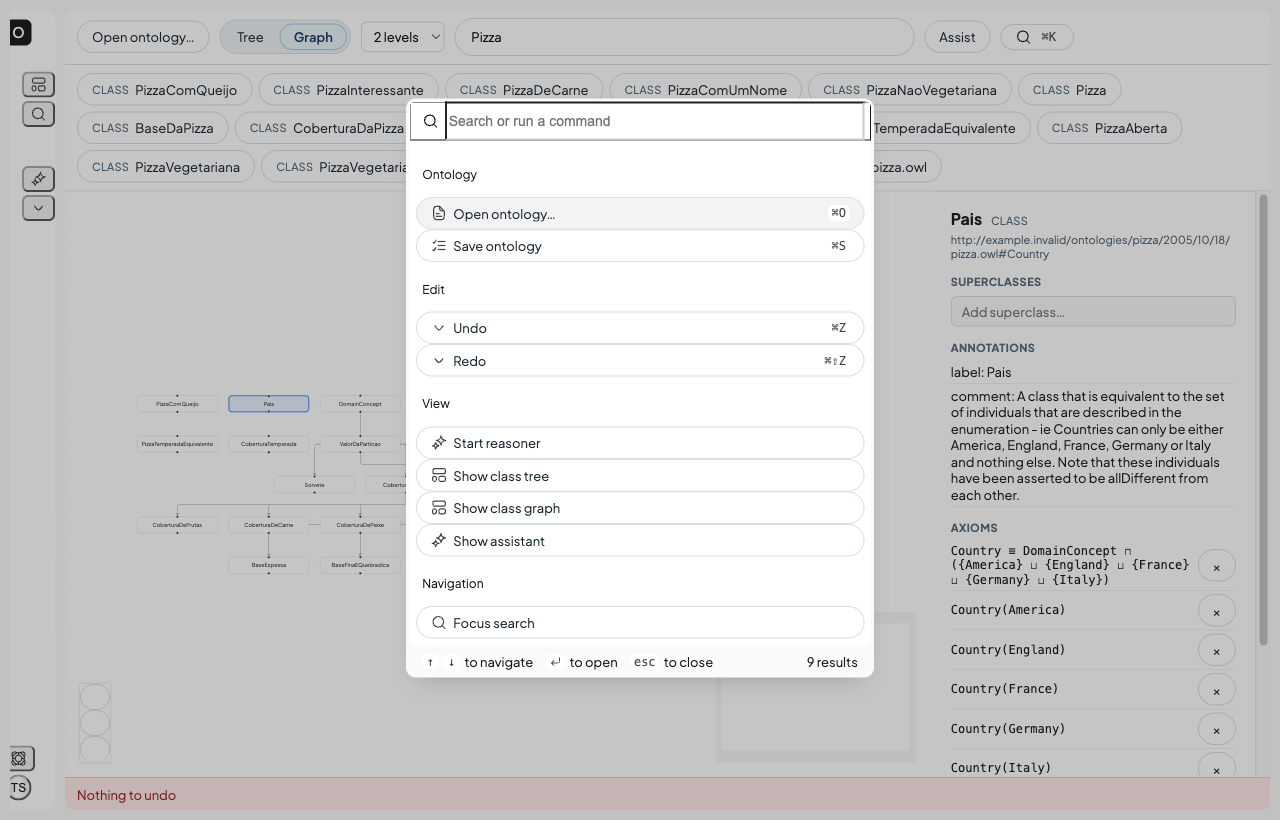 O
Open ontology...
Tree
Graph
2 levels
Pizza
Assist
⌘K
CLASS PizzaComQueijo
CLASS PizzaInteressante
CLASS PizzaDeCarne
CLASS PizzaComUmNome
CLASS PizzaNaoVegetariana
CLASS Pizza
CLASS BaseDaPizza
CLASS CoberturaDaPizza
TemperadaEquivalente
CLASS PizzaAberta
CLASS PizzaVegetariana
CLASS PizzaVegetaria
pizza.owl
Search or run a command
Ontology
Open ontology... ⌘O
Save ontology ⌘S
Edit
Undo ⌘Z
Redo ⌘⇧Z
View
Start reasoner
Show class tree
Show class graph
Show assistant
Navigation
Focus search
↑ ↓ to navigate ↵ to open esc to close 9 results
PizzaComQueijo
Pais
DomainConcept
PizzaTemperadaEquivalente
CoberturaTemperada
ValorDaParticao
Sorvete
Cobertur
CoberturaDeFrutas
CoberturaDeCarne
CoberturaDePeixe
BaseEspessa
BaseFinaEQuebradica
Pais CLASS
http://example.invalid/ontologies/pizza/2005/10/18/
pizza.owl#Country
SUPERCLASSES
Add superclass...
ANNOTATIONS
label: Pais
comment: A class that is equivalent to the set
of individuals that are described in the
enumeration - ie Countries can only be either
America, England, France, Germany or Italy
and nothing else. Note that these individuals
have been asserted to be allDifferent from
each other.
AXIOMS
Country ≡ DomainConcept ⊓
({America} ⊔ {England} ⊔ {France}
⊔ {Germany} ⊔ {Italy}) ×
Country(America) ×
Country(England) ×
Country(France) ×
Country(Germany) ×
Country(Italy) ×
TS
Nothing to undo